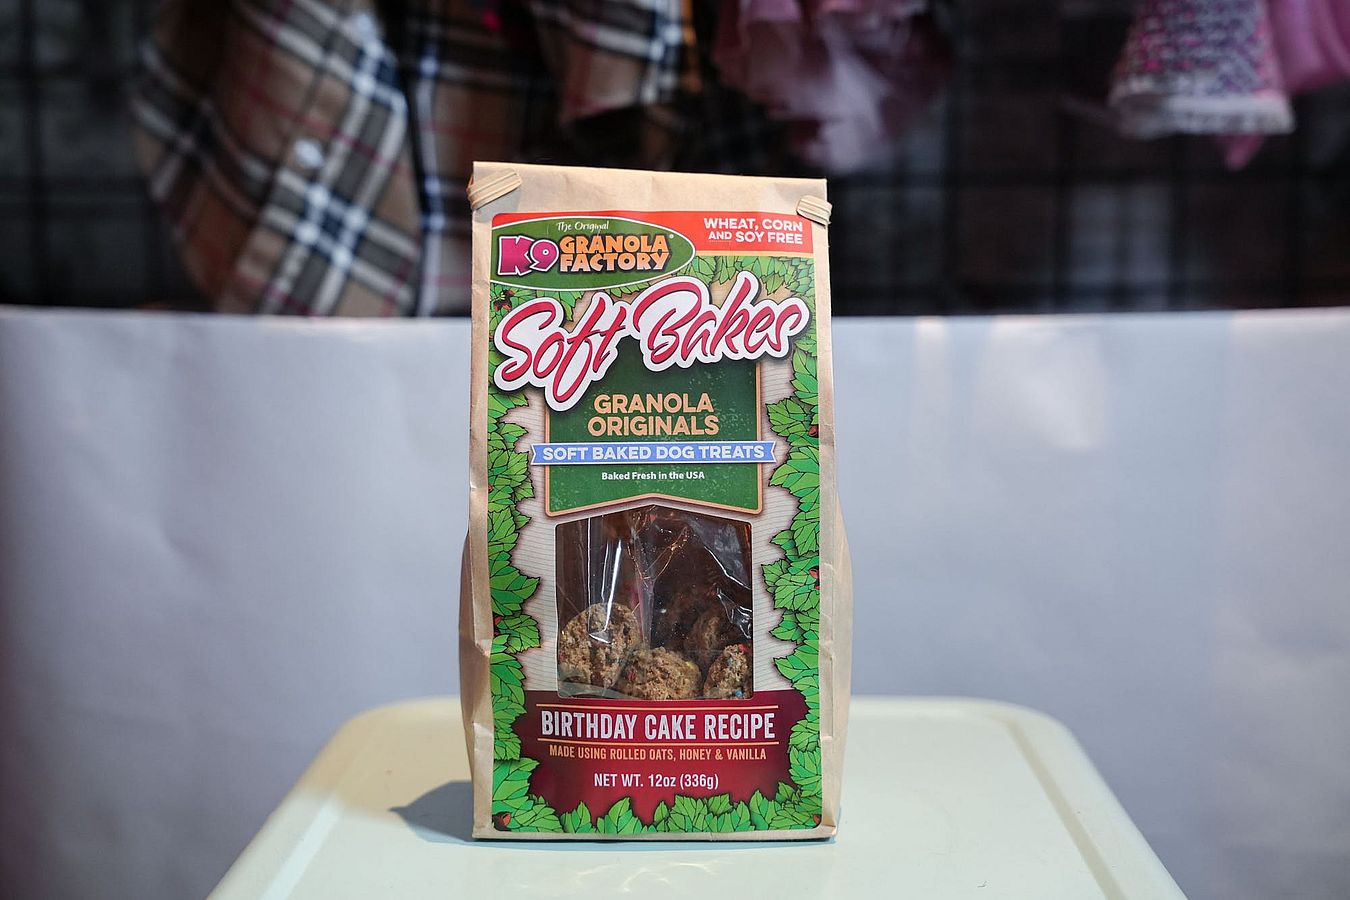 The Original
K9 GRANOLA
FACTORY
WHEAT, CORN
AND SOY FREE
Soft Bakes
GRANOLA
ORIGINALS
SOFT BAKED DOG TREATS
Baked Fresh in the USA
BIRTHDAY CAKE RECIPE
MADE USING ROLLED OATS, HONEY & VANILLA
NET WT. 12oz (336g)